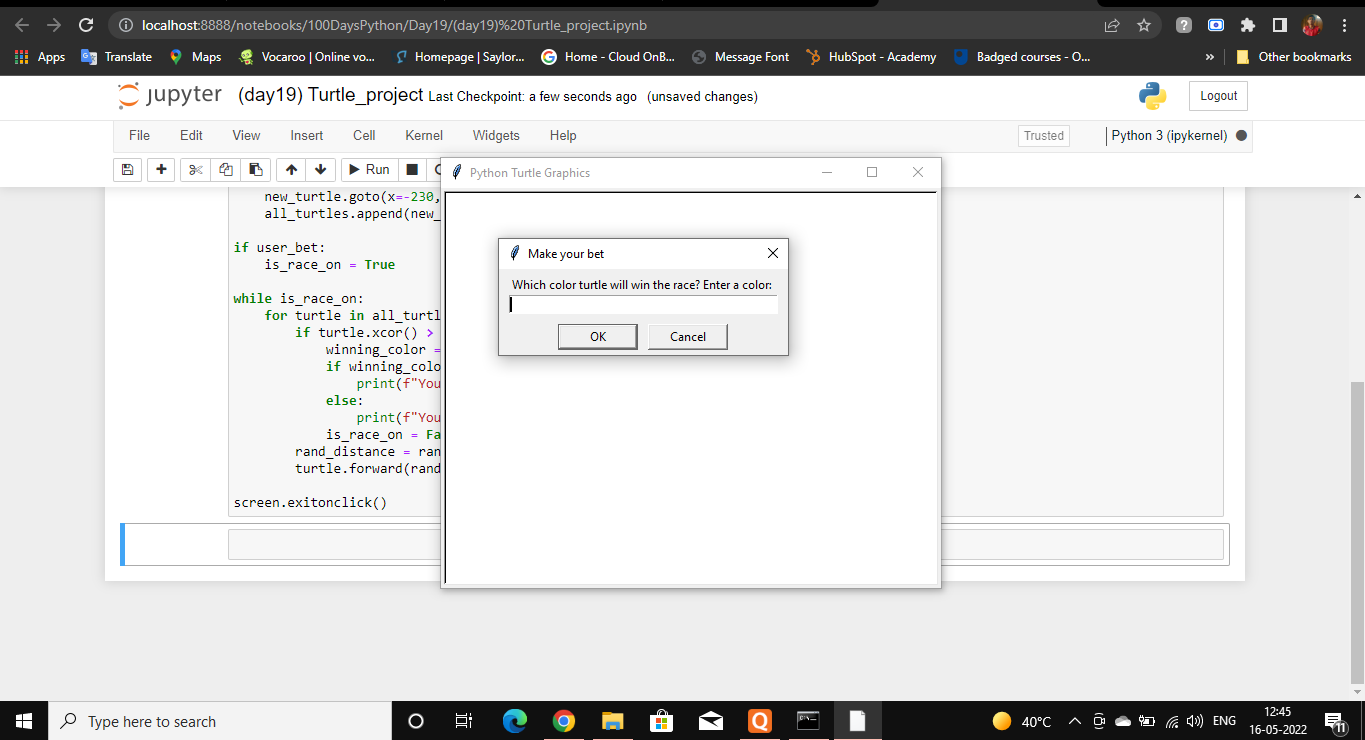 localhost:8888/notebooks/100DaysPython/Day19/(day19)%20Turtle_project.ipynb
Apps Translate Maps Vocaroo | Online vo... Homepage | Saylor... Home - Cloud OnB... Message Font HubSpot - Academy Badged courses - O... » Other bookmarks
jupyter (day19) Turtle_project Last Checkpoint: a few seconds ago (unsaved changes) Logout
File Edit View Insert Cell Kernel Widgets Help Trusted Python 3 (ipykernel)
Run
Python Turtle Graphics
new_turtle.goto(x=-230,
all_turtles.append(new_
if user_bet:
is_race_on = True
while is_race_on:
for turtle in all_turtl
if turtle.xcor() >
winning_color =
if winning_colo
print(f"You
else:
print(f"You
is_race_on = Fa
rand_distance = ran
turtle.forward(rand
screen.exitonclick()
Make your bet
Which color turtle will win the race? Enter a color:
OK Cancel
Type here to search
40°C ENG 12:45
16-05-2022
11